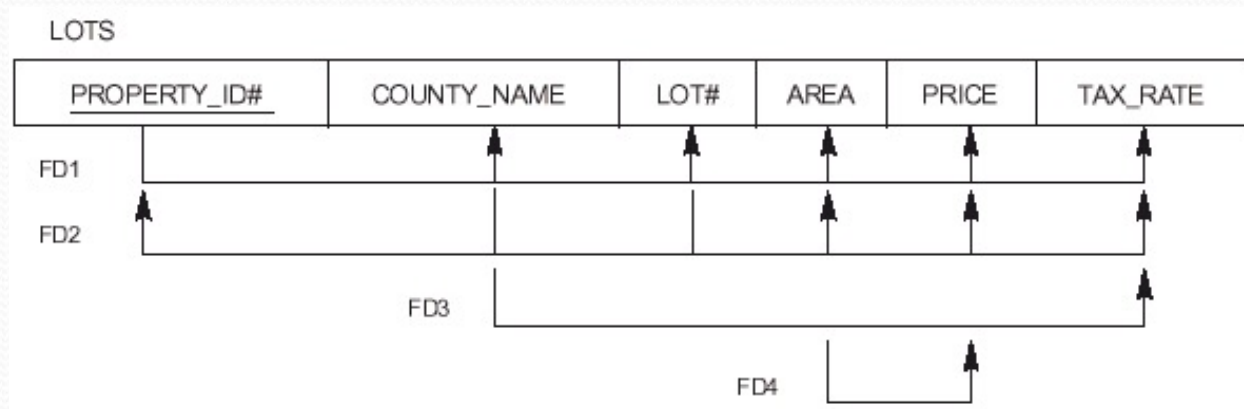 LOTS
PROPERTY_ID# COUNTY_NAME LOT# AREA PRICE TAX_RATE
FD1
FD2
FD3
FD4